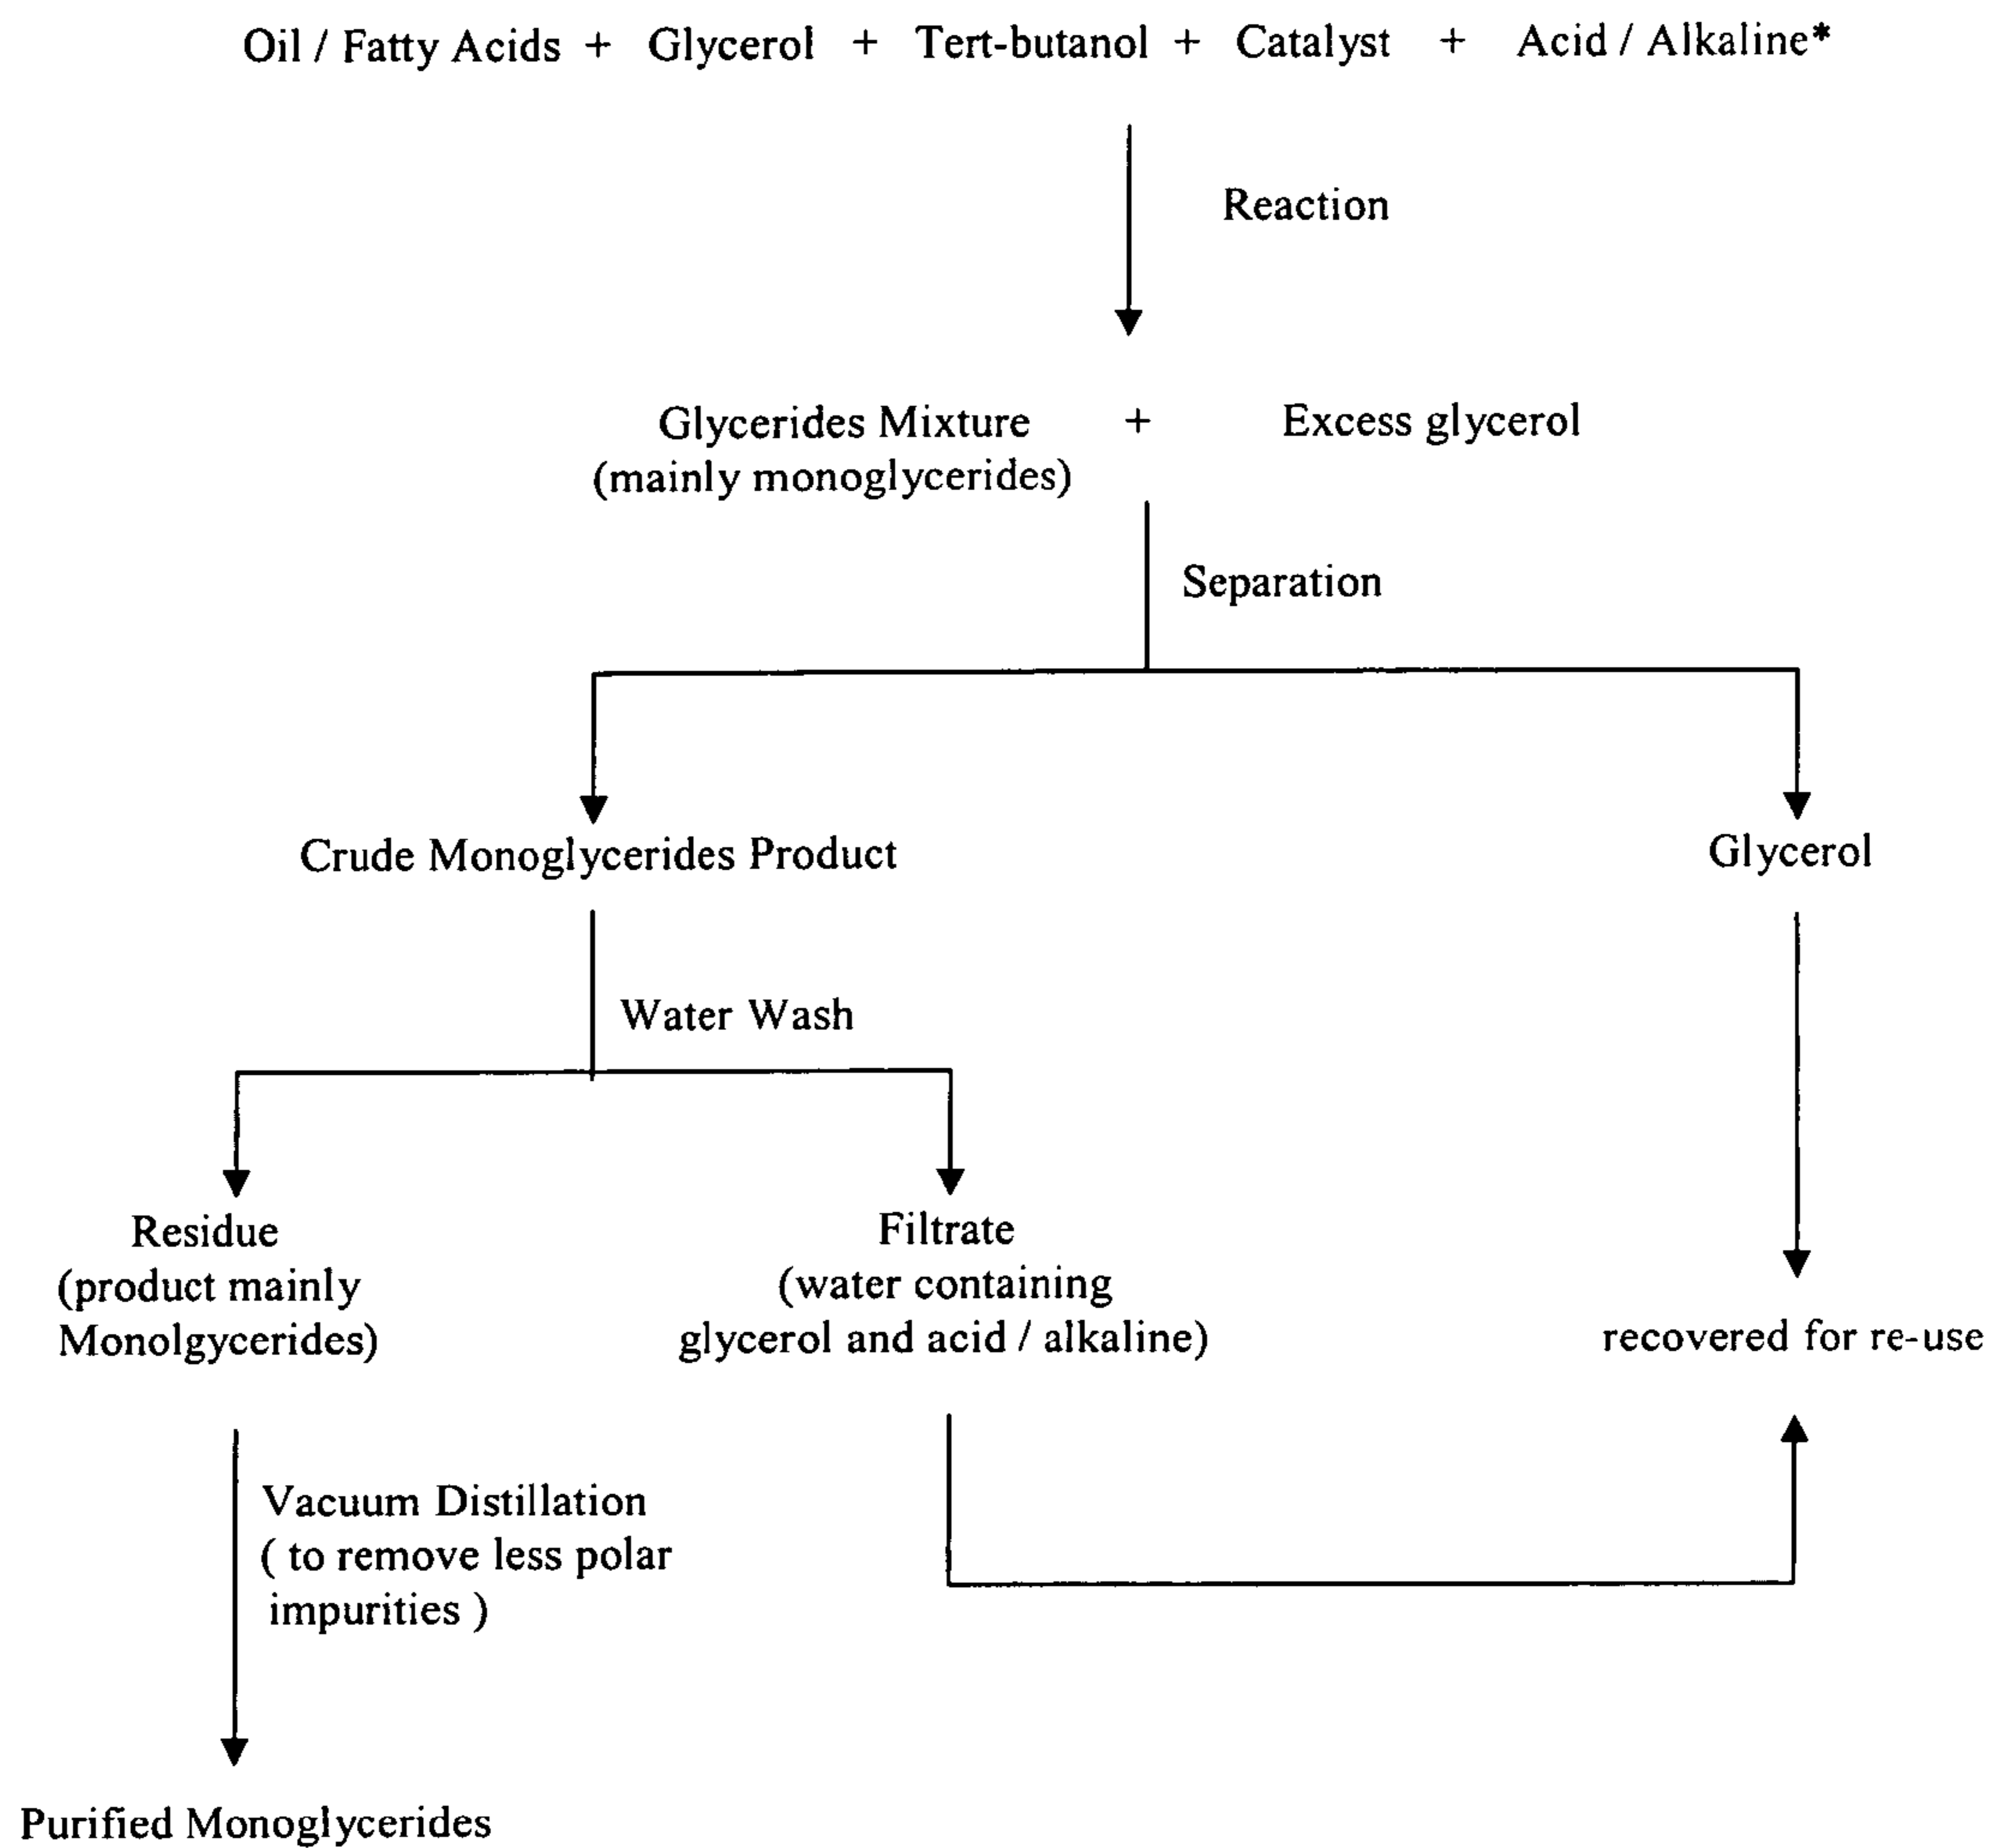 Oil / Fatty Acids + Glycerol + Tert-butanol + Catalyst + Acid / Alkaline*
Reaction
Glycerides Mixture + Excess glycerol
(mainly monoglycerides)
Separation
Crude Monoglycerides Product
Glycerol
Water Wash
Residue
(product mainly
Monolgycerides)
Filtrate
(water containing
glycerol and acid / alkaline)
recovered for re-use
Vacuum Distillation
( to remove less polar
impurities )
Purified Monoglycerides